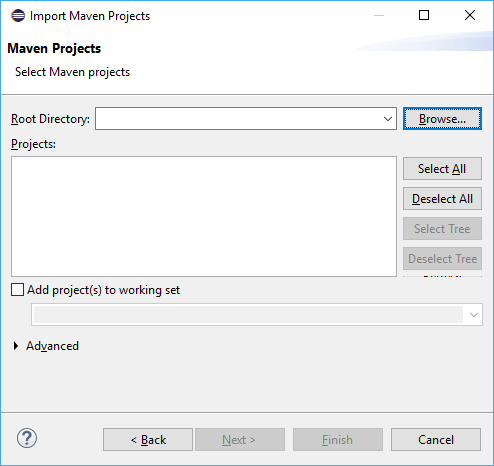 Import Maven Projects
Maven Projects
Select Maven projects
Root Directory:
Browse...
Projects:
Select All
Deselect All
Select Tree
Deselect Tree
Add project(s) to working set
Advanced
?
< Back
Next >
Finish
Cancel